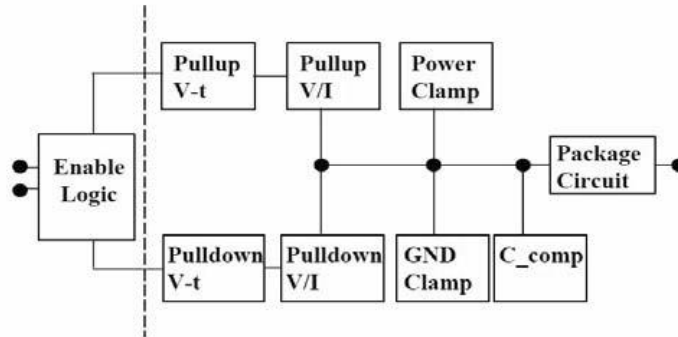 Pullup
V-t
Pullup
V/I
Power
Clamp
Enable
Logic
Package
Circuit
Pulldown
V-t
Pulldown
V/I
GND
Clamp
C_comp